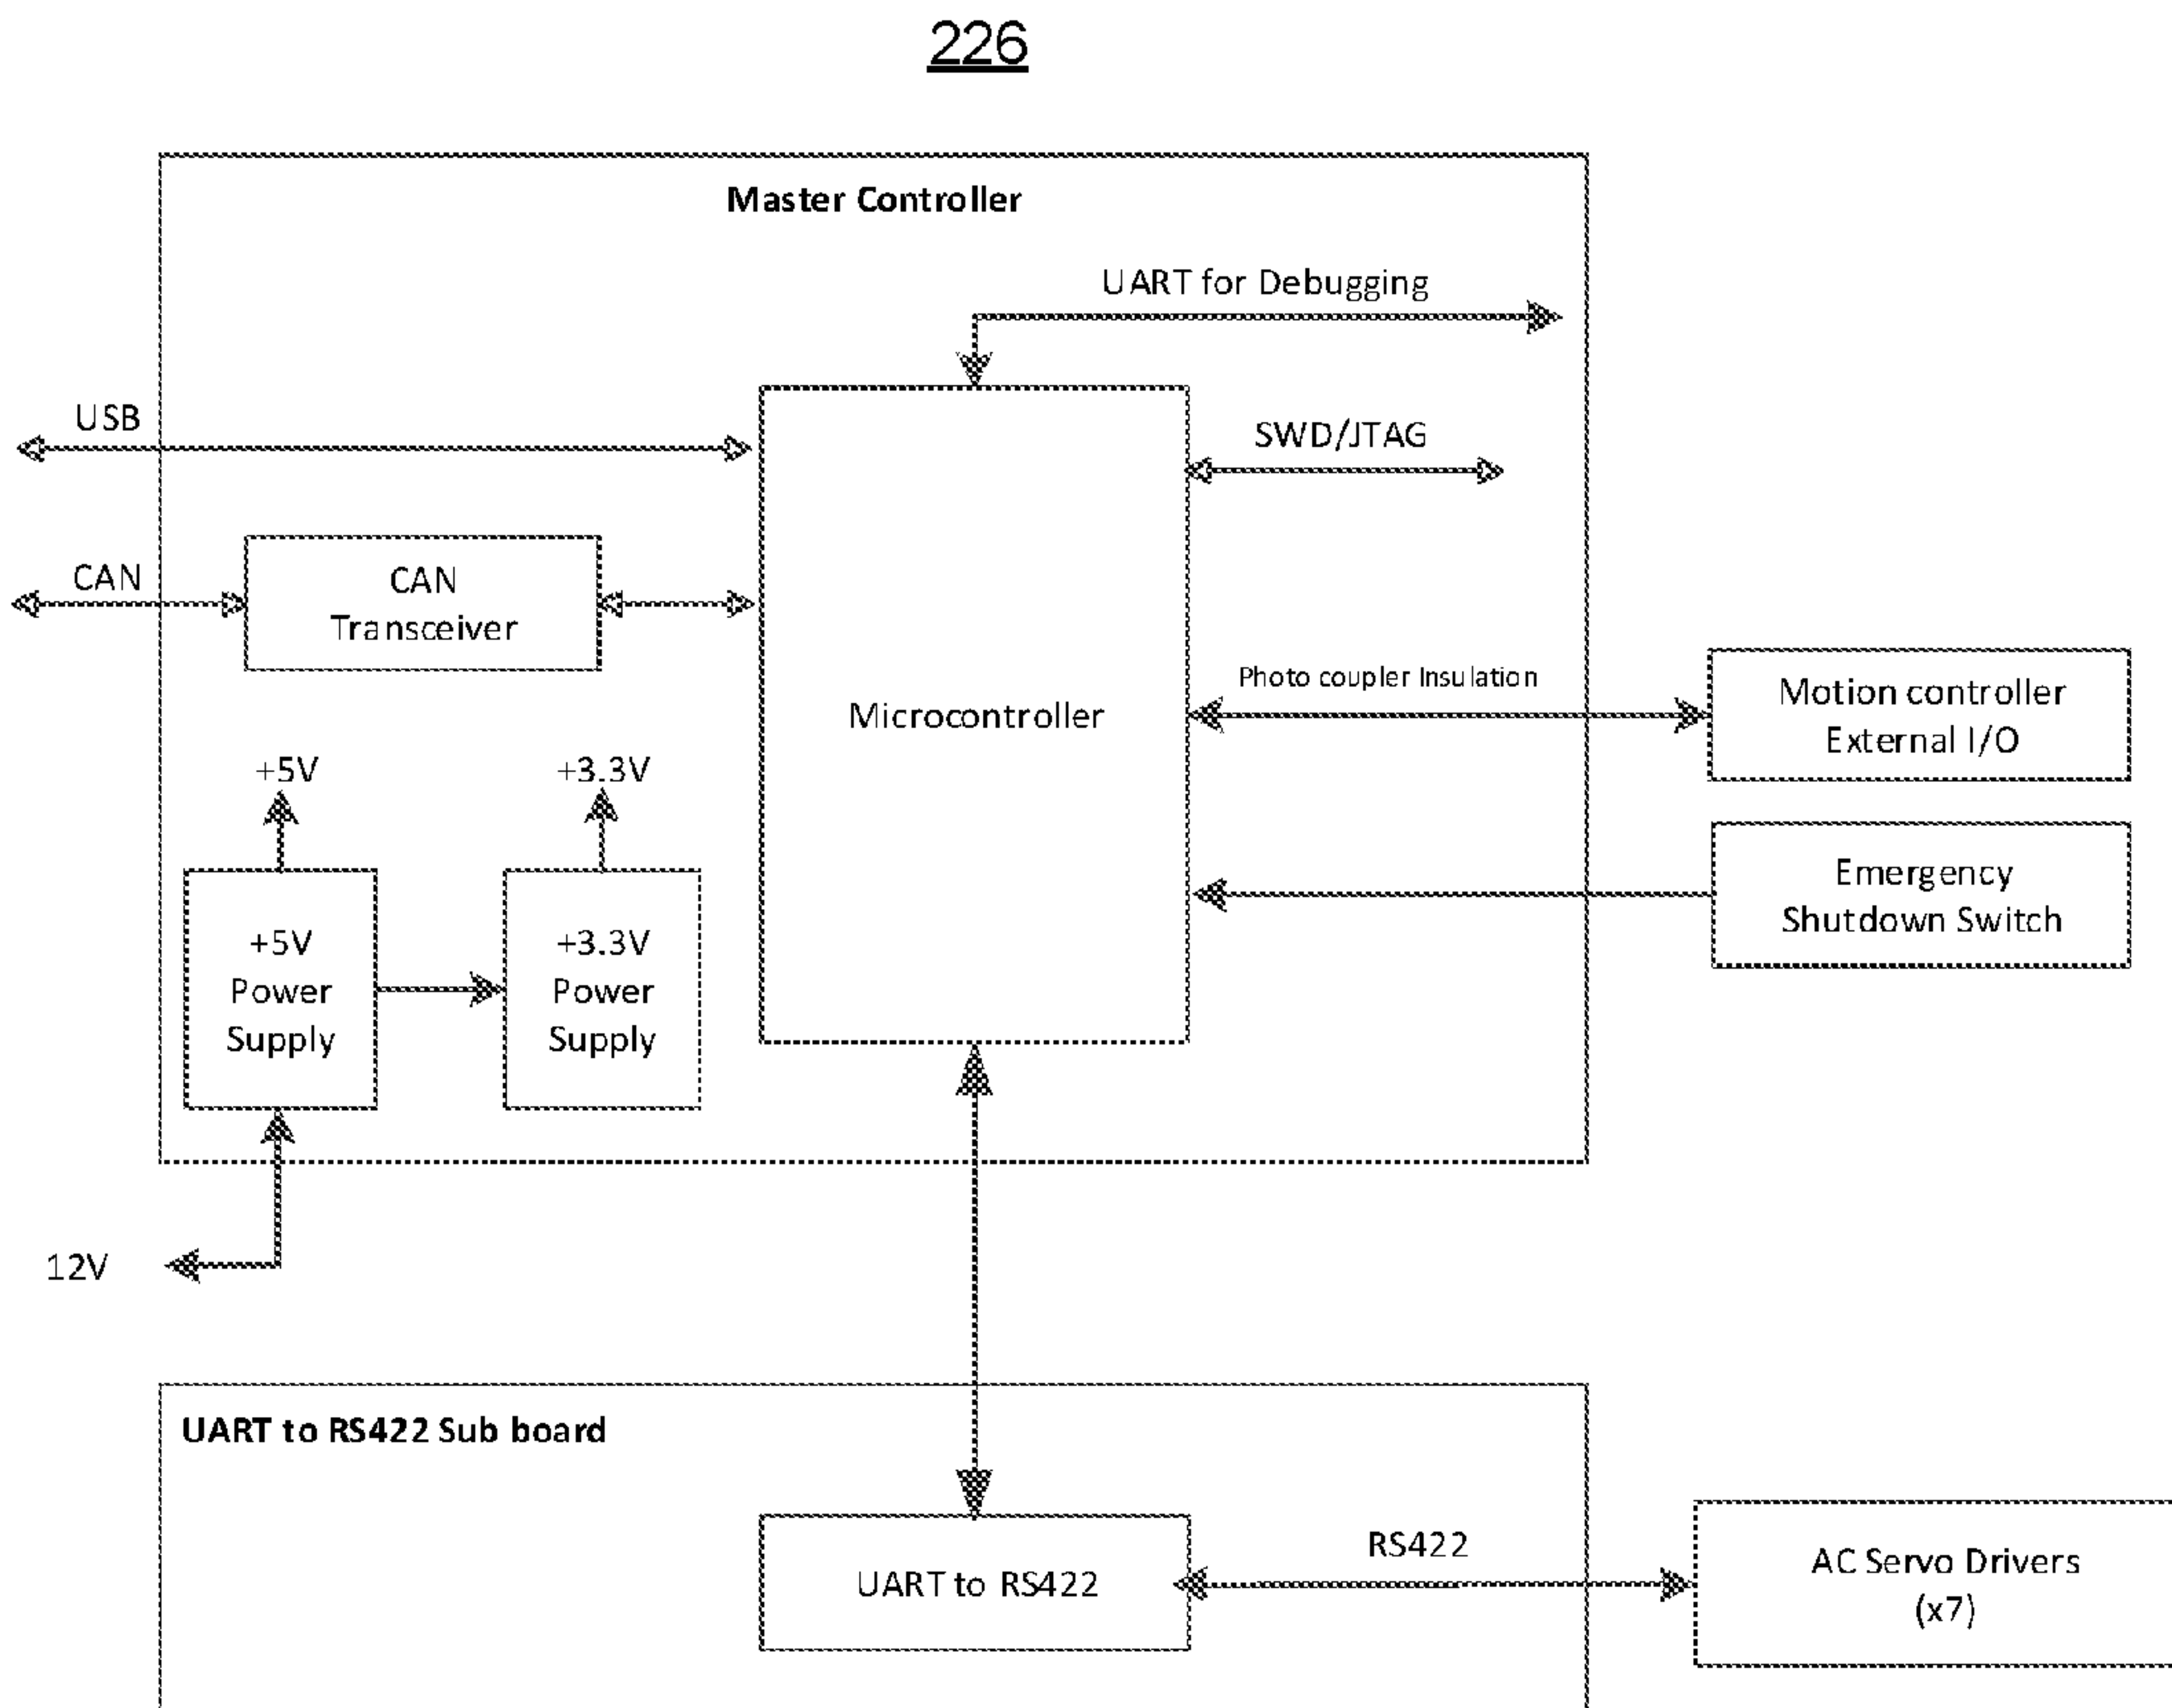 226
Master Controller
UART for Debugging
USB
SWD/JTAG
CAN
CAN
Transceiver
Photo coupler Insulation
Motion controller
External I/O
Microcontroller
+5V
+3.3V
Emergency
Shutdown Switch
+5V
Power
Supply
+3.3V
Power
Supply
12V
UART to RS422 Sub board
UART to RS422
RS422
AC Servo Drivers
(x7)